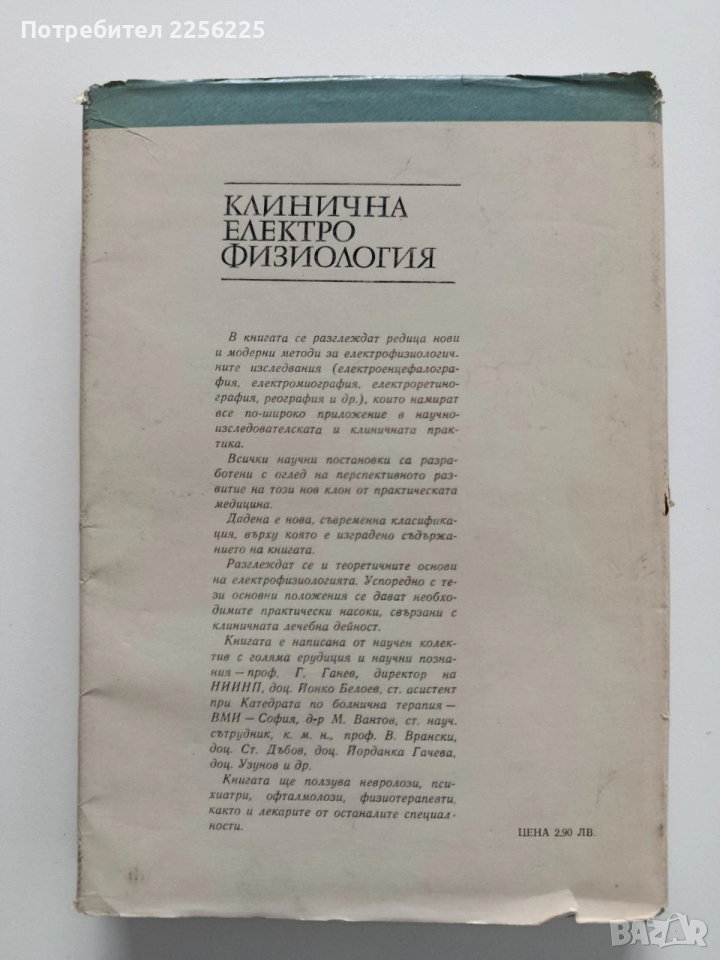 Потребител 2256225
КЛИНИЧНА
ЕЛЕКТРО
ФИЗИОЛОГИЯ
В книгата се разглеждат редица нови
и модерни методи за електрофизиологич-
ните изследвания (електроенцефалогра-
фия, електромиография, електроретино-
графия, реография и др.), които намират
все по-широко приложение в научно-
изследователската и клиничната прак-
тика.
Всички научни постановки са разра-
ботени с оглед на перспективното раз-
витие на този нов клон от практическата
медицина.
Дадена е нова, съвременна класифика-
ция, върху която е изградено съдържа-
нието на книгата.
Разглеждат се и теоретичните основи
на електрофизиологията. Успоредно с те-
зи основни положения се дават необхо-
димите практически насоки, свързани с
клиничната лечебна дейност.
Книгата е написана от научен колек-
тив с голяма ерудиция и научни позна-
ния — проф. Г. Ганев, директор на
НИИНП, доц. Йонко Белоев, ст. асистент
при Катедрата по болнична терапия —
ВМИ — София, д-р М. Вантов, ст. науч.
сътрудник, к. м. н., проф. В. Врански,
доц. Ст. Дъбов, доц. Йорданка Гачева,
доц. Узунов и др.
Книгата ще ползува невролози, пси-
хиатри, офталмолози, физиотерапевти,
както и лекарите от останалите специал-
ности.
ЦЕНА 2,90 ЛВ.
BAZAR